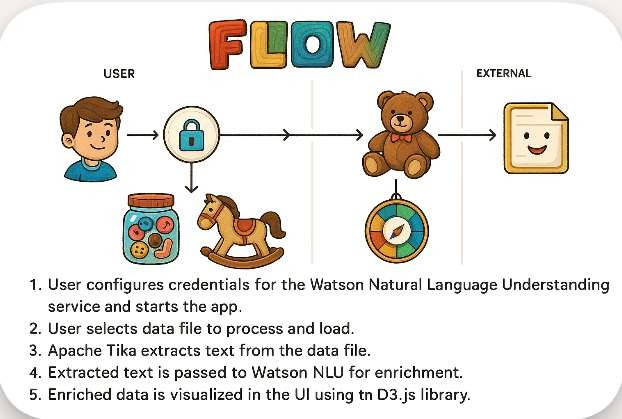 FLOW
USER
EXTERNAL
1. User configures credentials for the Watson Natural Language Understanding
service and starts the app.
2. User selects data file to process and load.
3. Apache Tika extracts text from the data file.
4. Extracted text is passed to Watson NLU for enrichment.
5. Enriched data is visualized in the UI using tn D3.js library.